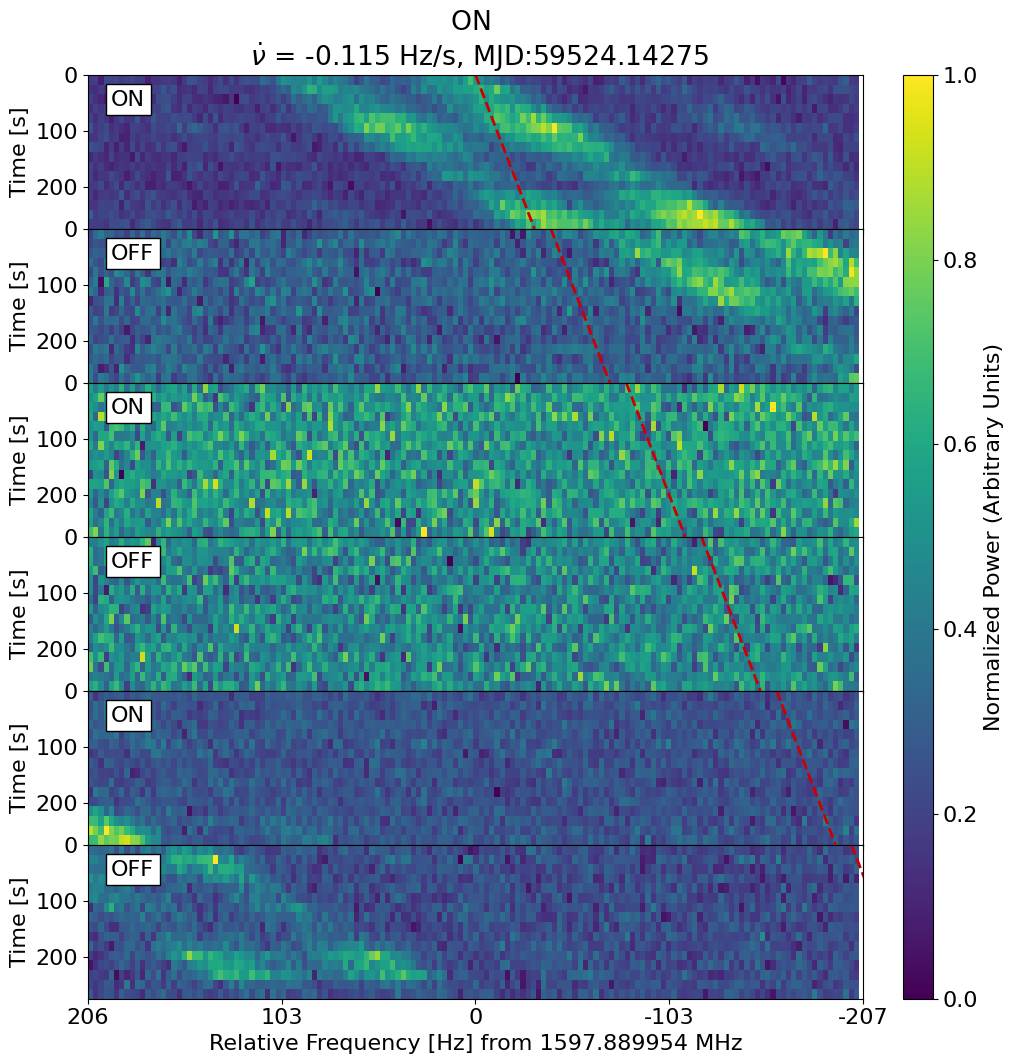 ON
ν̇ = -0.115 Hz/s, MJD:59524.14275
ON
OFF
ON
OFF
ON
OFF
Time [s]
0
100
200
Time [s]
0
100
200
Time [s]
0
100
200
Time [s]
0
100
200
Time [s]
0
100
200
Time [s]
0
100
200
206
103
0
-103
-207
Relative Frequency [Hz] from 1597.889954 MHz
1.0
0.8
0.6
0.4
0.2
0.0
Normalized Power (Arbitrary Units)